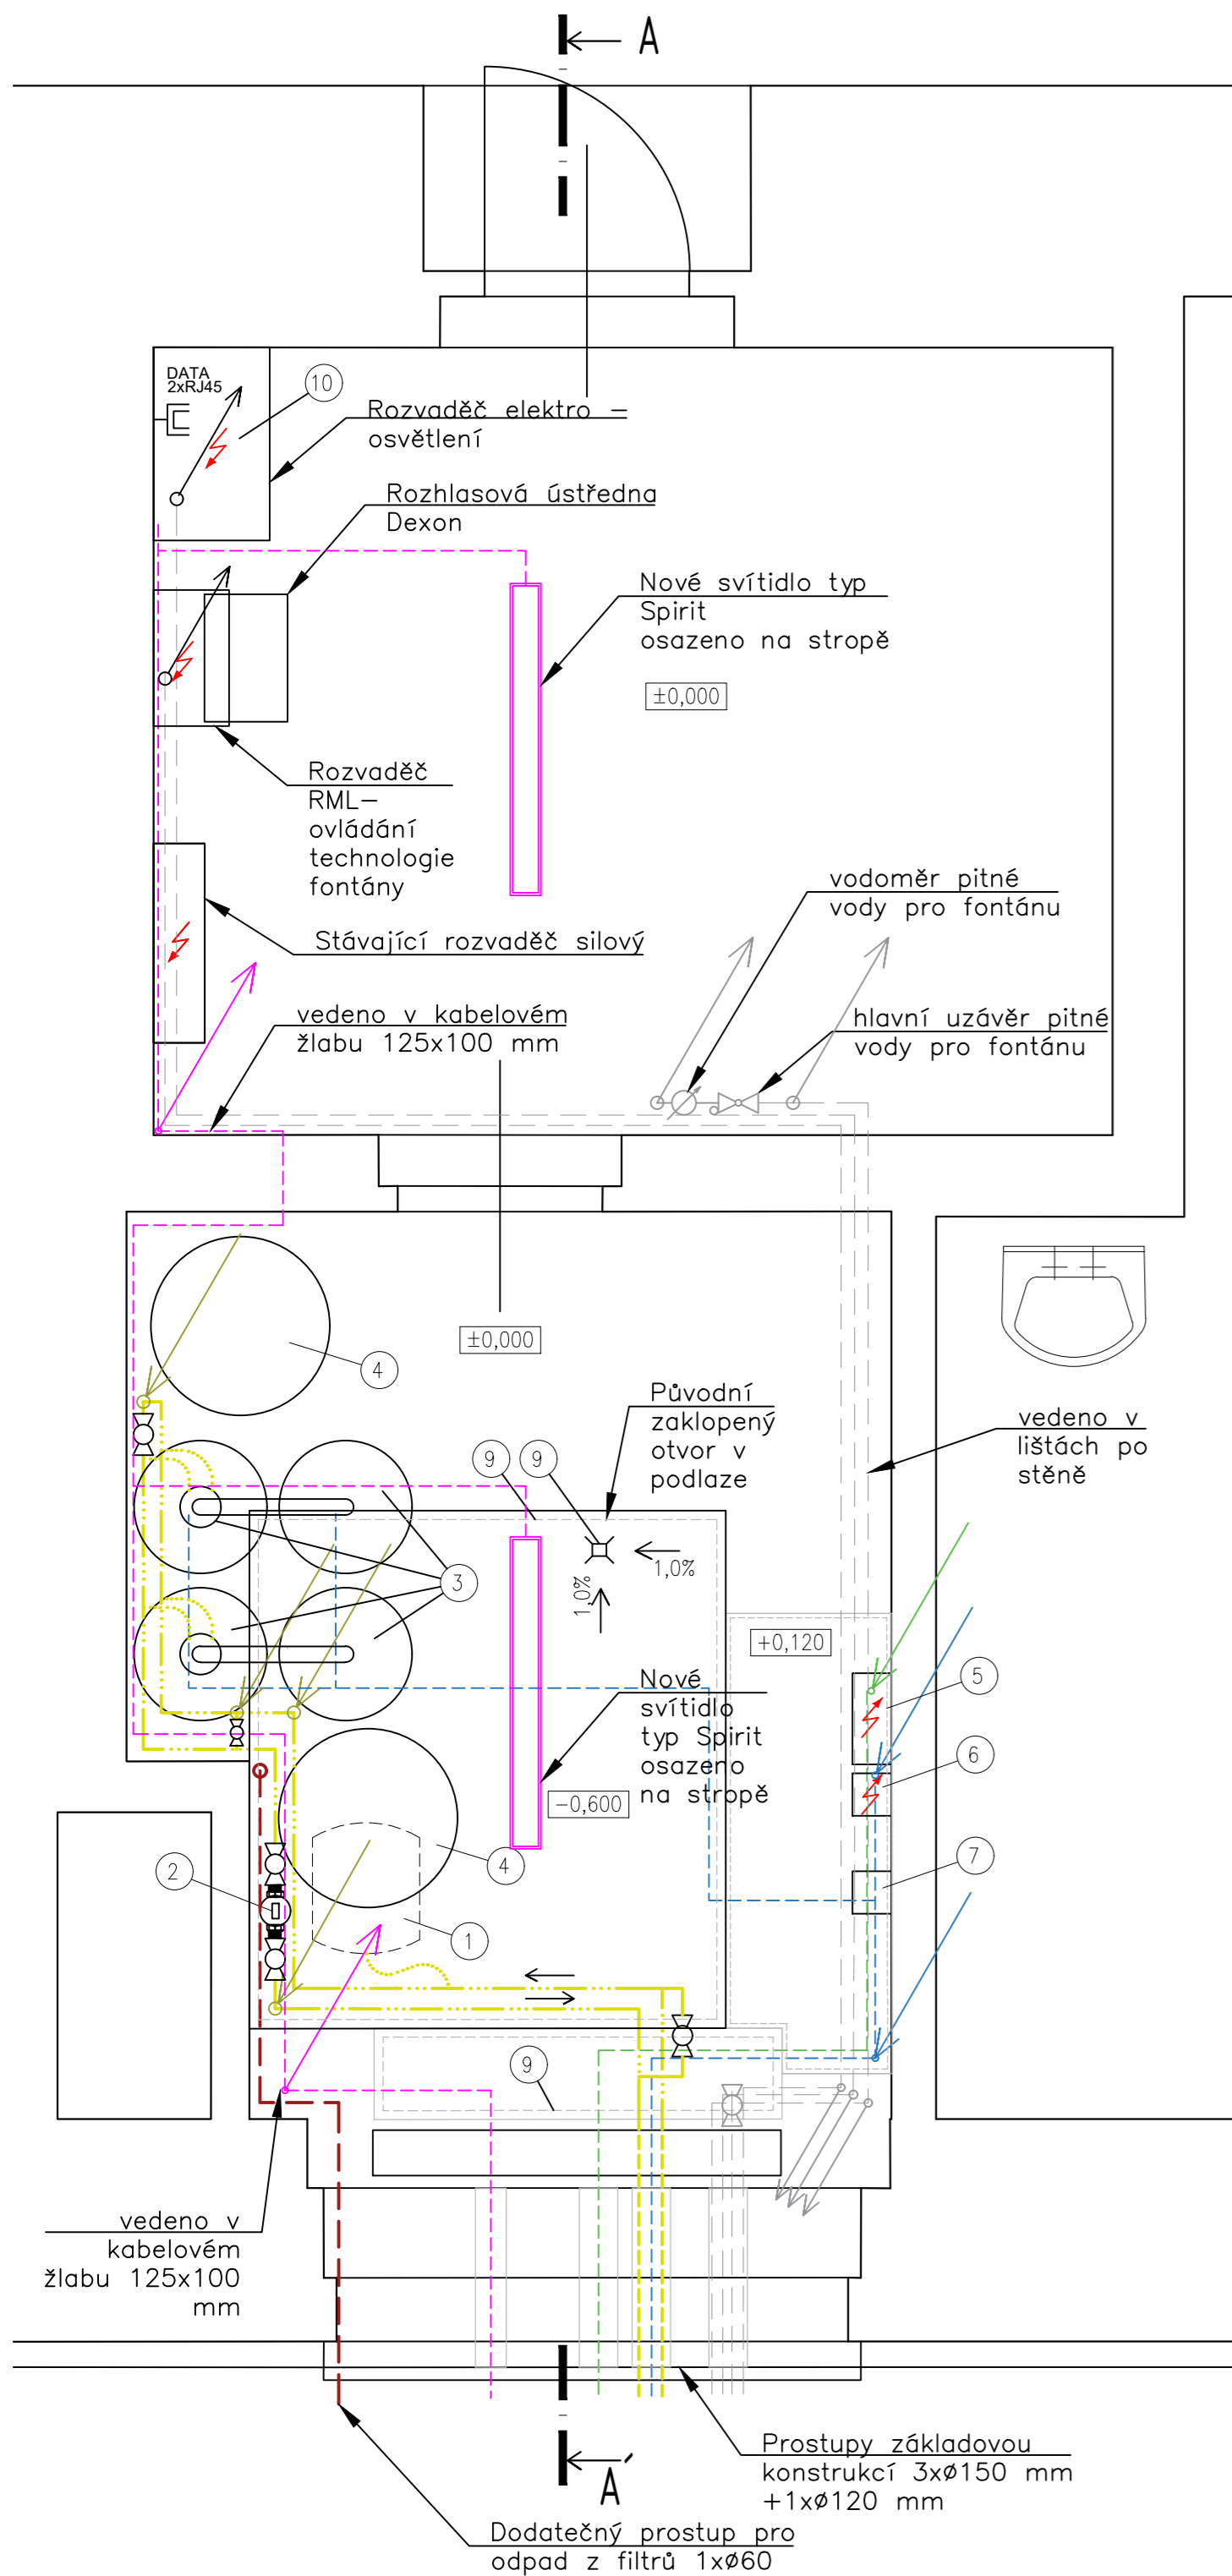 A
DATA
2xRJ45
10
Rozvaděč elektro –
osvětlení
Rozhlasová ústředna
Dexon
Nové svítidlo typ
Spirit
osazeno na stropě
±0,000
Rozvaděč
RML–
ovládání
technologie
fontány
vodoměr pitné
vody pro fontánu
Stávající rozvaděč silový
vedeno v kabelovém
žlabu 125x100 mm
hlavní uzávěr pitné
vody pro fontánu
±0,000
4
Původní
zaklopený
otvor v
podlaze
vedeno v
lištách po
stěně
9
9
1,0%
1,0%
3
+0,120
Nové
svítidlo
typ Spirit
osazeno
na stropě
5
6
−0,600
4
7
2
1
9
vedeno v
kabelovém
žlabu 125x100
mm
Prostupy základovou
konstrukcí 3xø150 mm
+1xø120 mm
A´
Dodatečný prostup pro
odpad z filtrů 1xø60